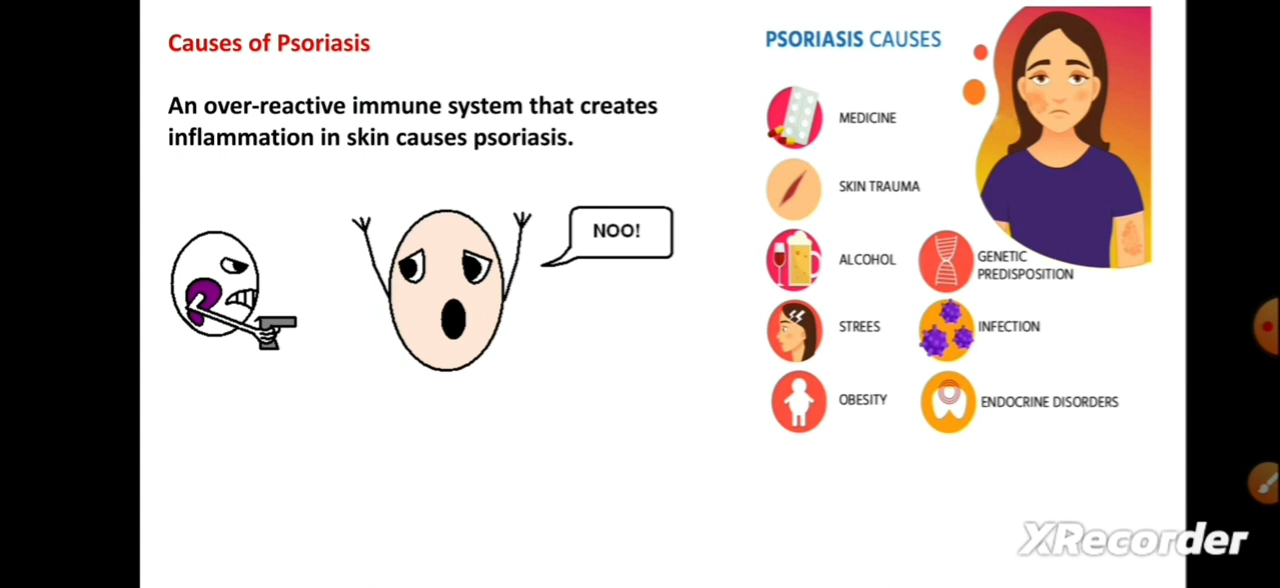 Causes of Psoriasis
An over-reactive immune system that creates
inflammation in skin causes psoriasis.
NOO!
PSORIASIS CAUSES
MEDICINE
SKIN TRAUMA
ALCOHOL
GENETIC
PREDISPOSITION
STREES
INFECTION
OBESITY
ENDOCRINE DISORDERS
XRecorder